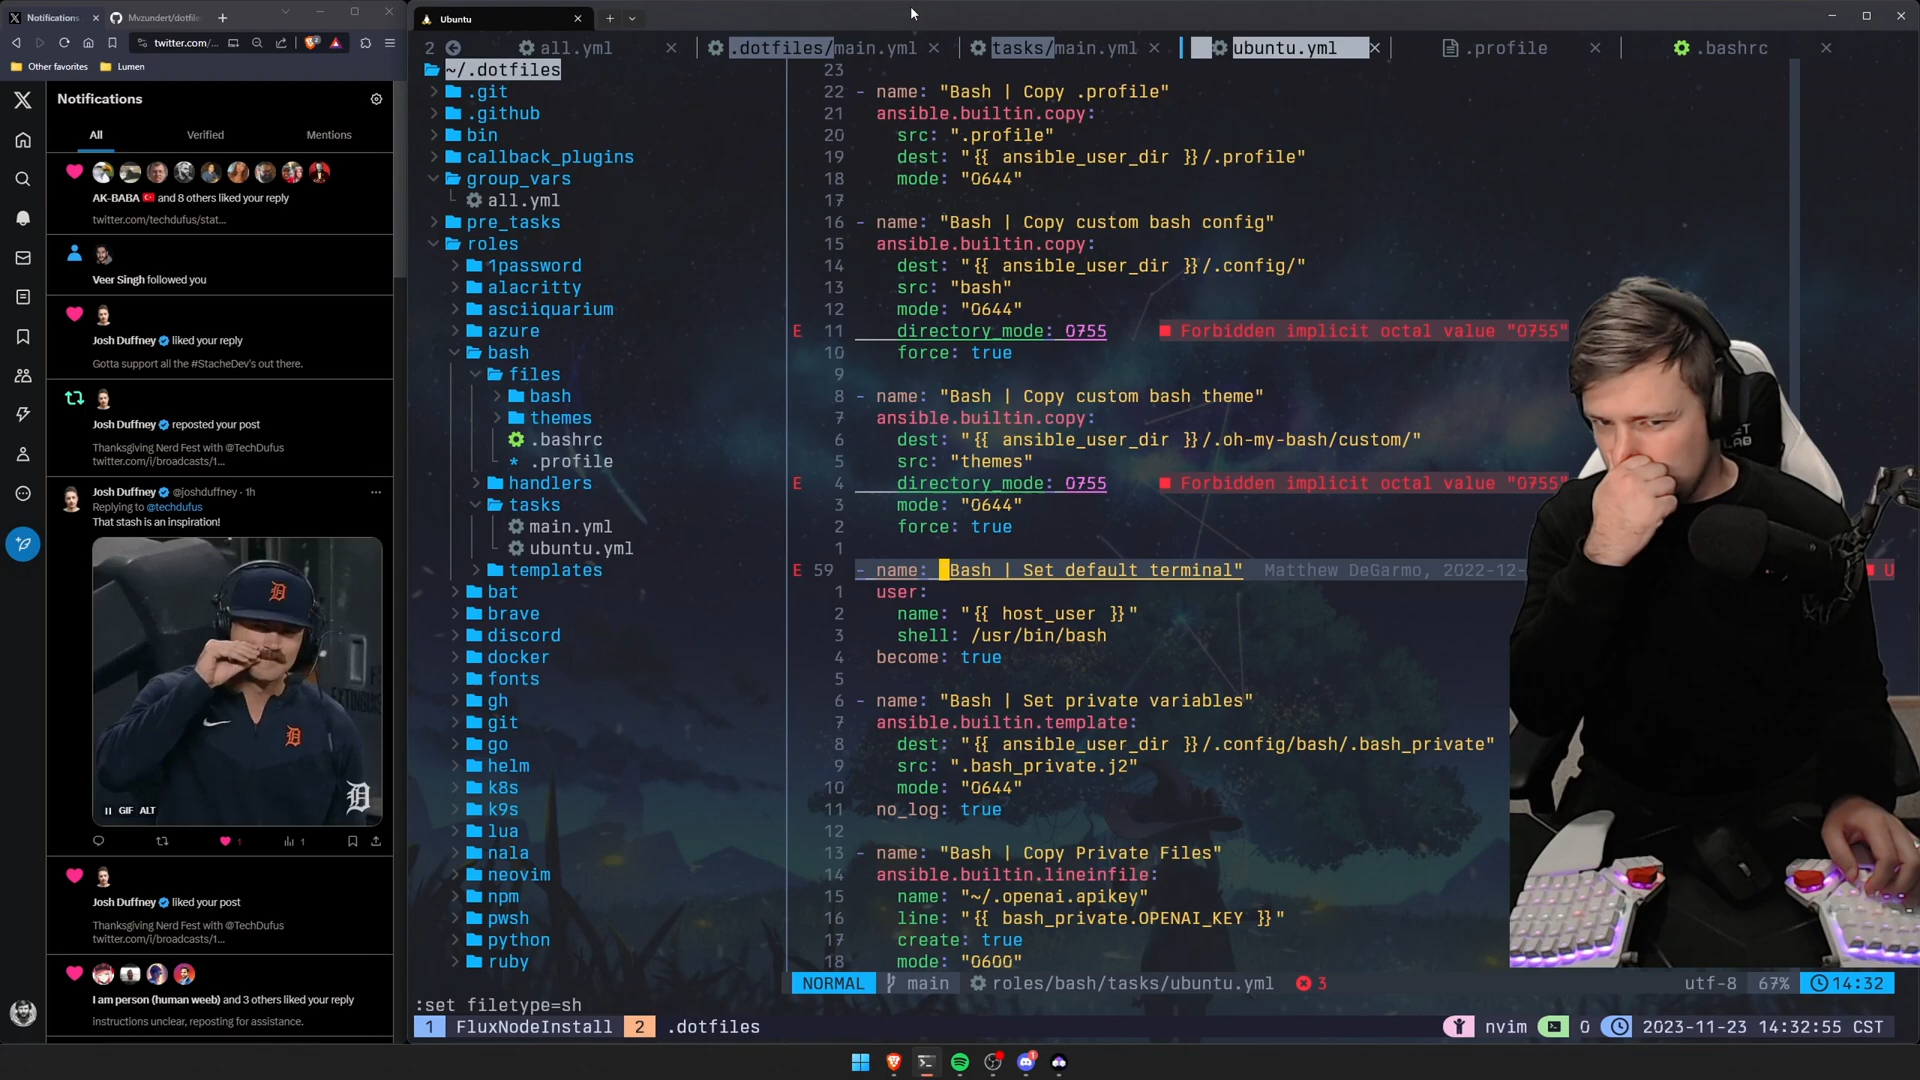 Notifications
Mvzundert/dotfile
Ubuntu
twitter.com/...
2
Other favorites
Lumen
Notifications
All
Verified
Mentions
AK-BABA 🇹🇷 and 8 others liked your reply
twitter.com/techdufus/stat...
Veer Singh followed you
Josh Duffney liked your reply
Gotta support all the #StacheDev's out there.
Josh Duffney reposted your post
Thanksgiving Nerd Fest with @TechDufus
twitter.com/i/broadcasts/1...
Josh Duffney @joshduffney · 1h
Replying to @techdufus
That stash is an inspiration!
GIF ALT
1
1
Josh Duffney liked your post
Thanksgiving Nerd Fest with @TechDufus
twitter.com/i/broadcasts/1...
I am person (human weeb) and 3 others liked your reply
instructions unclear, reposting for assistance.
2
all.yml
.dotfiles/main.yml
tasks/main.yml
ubuntu.yml
.profile
.bashrc
~/.dotfiles
.git
.github
bin
callback_plugins
group_vars
all.yml
pre_tasks
roles
1password
alacritty
asciiquarium
azure
bash
files
bash
themes
.bashrc
.profile
handlers
tasks
main.yml
ubuntu.yml
templates
bat
brave
discord
docker
fonts
gh
git
go
helm
k8s
k9s
lua
nala
neovim
npm
pwsh
python
ruby
23
22 - name: "Bash | Copy .profile"
21 ansible.builtin.copy:
20 src: ".profile"
19 dest: "{{ ansible_user_dir }}/.profile"
18 mode: "0644"
17
16 - name: "Bash | Copy custom bash config"
15 ansible.builtin.copy:
14 dest: "{{ ansible_user_dir }}/.config/"
13 src: "bash"
12 mode: "0644"
E 11 directory_mode: 0755 ■ Forbidden implicit octal value "0755"
10 force: true
9
8 - name: "Bash | Copy custom bash theme"
7 ansible.builtin.copy:
6 dest: "{{ ansible_user_dir }}/.oh-my-bash/custom/"
5 src: "themes"
E 4 directory_mode: 0755 ■ Forbidden implicit octal value "0755"
3 mode: "0644"
2 force: true
1
E 59 - name: "Bash | Set default terminal" Matthew DeGarmo, 2022-12- ■ U
1 user:
2 name: "{{ host_user }}"
3 shell: /usr/bin/bash
4 become: true
5
6 - name: "Bash | Set private variables"
7 ansible.builtin.template:
8 dest: "{{ ansible_user_dir }}/.config/bash/.bash_private"
9 src: ".bash_private.j2"
10 mode: "0644"
11 no_log: true
12
13 - name: "Bash | Copy Private Files"
14 ansible.builtin.lineinfile:
15 name: "~/.openai.apikey"
16 line: "{{ bash_private.OPENAI_KEY }}"
17 create: true
18 mode: "0600"
NORMAL main roles/bash/tasks/ubuntu.yml 3 utf-8 67% 14:32
:set filetype=sh
1 FluxNodeInstall 2 .dotfiles nvim 0 2023-11-23 14:32:55 CST